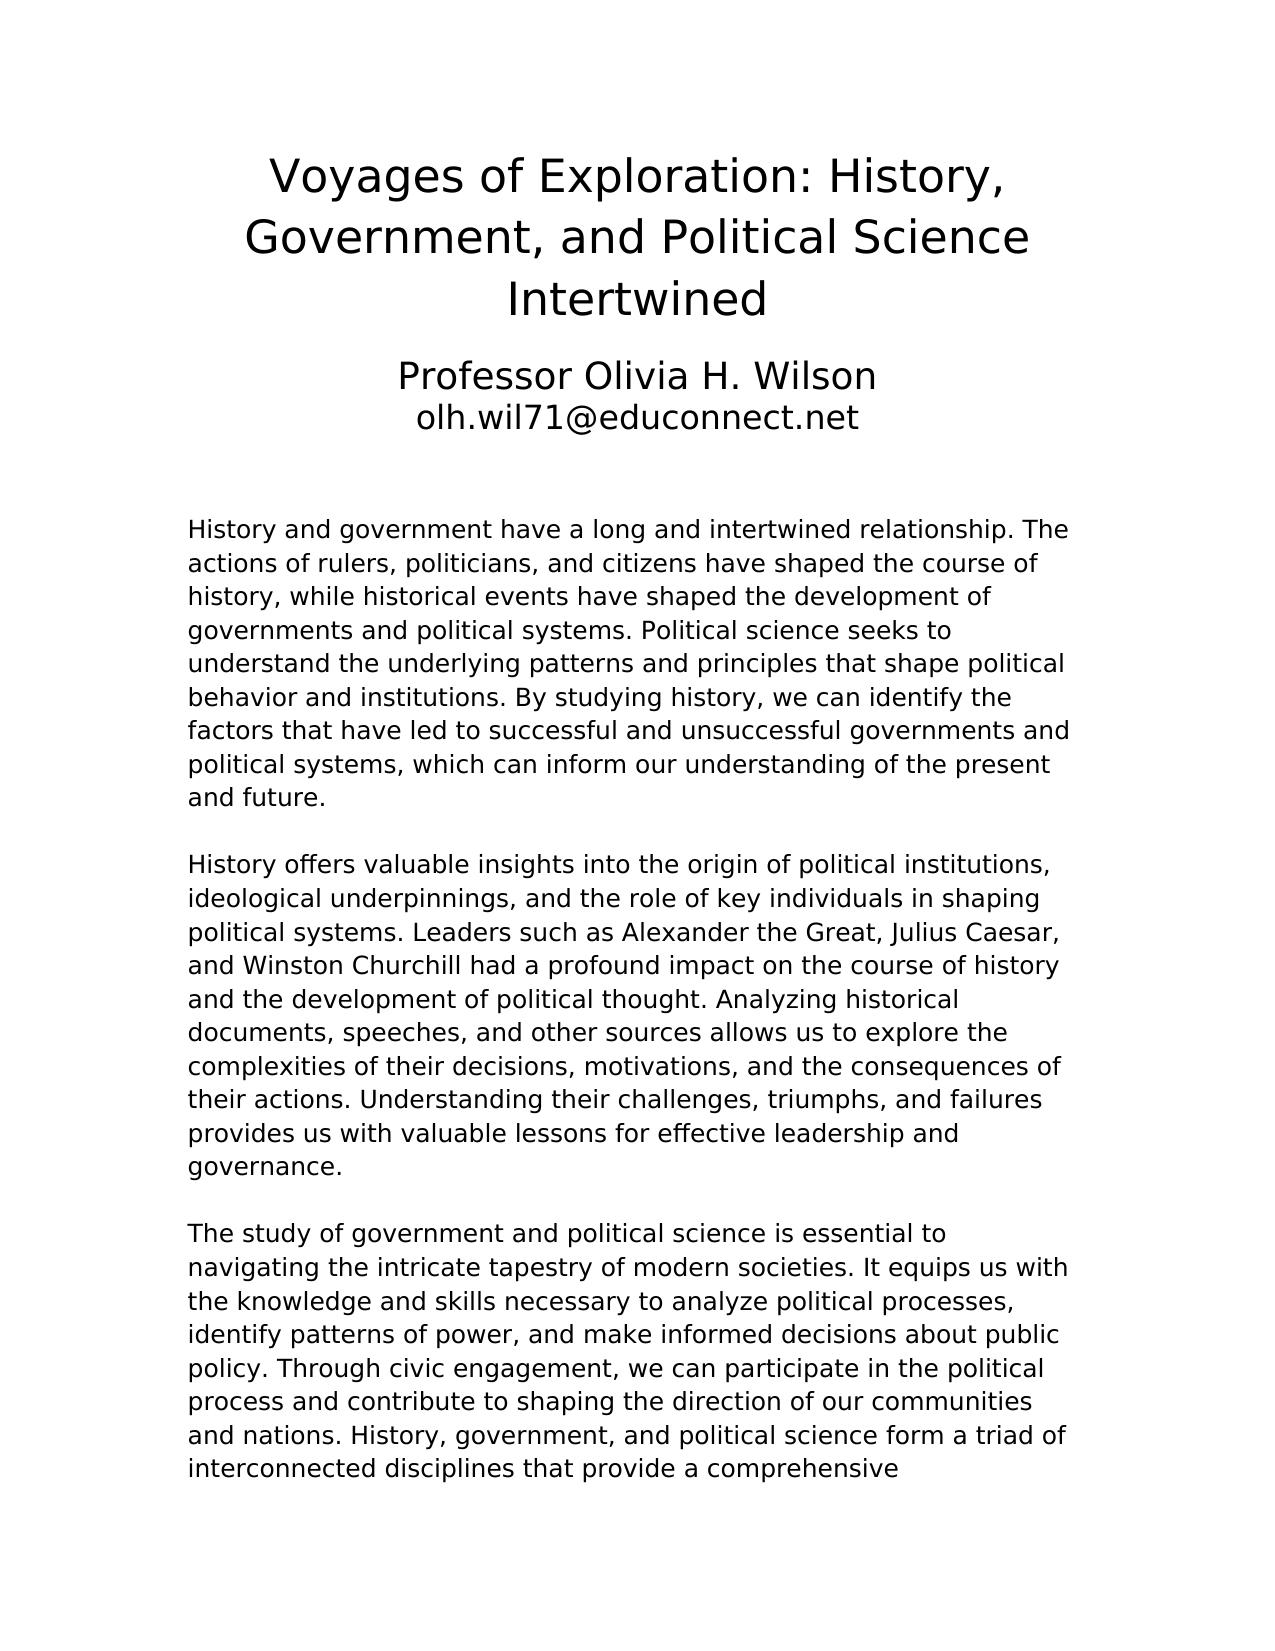 Voyages of Exploration: History,
Government, and Political Science
Intertwined
Professor Olivia H. Wilson
olh.wil71@educonnect.net
History and government have a long and intertwined relationship. The
actions of rulers, politicians, and citizens have shaped the course of
history, while historical events have shaped the development of
governments and political systems. Political science seeks to
understand the underlying patterns and principles that shape political
behavior and institutions. By studying history, we can identify the
factors that have led to successful and unsuccessful governments and
political systems, which can inform our understanding of the present
and future.
History offers valuable insights into the origin of political institutions,
ideological underpinnings, and the role of key individuals in shaping
political systems. Leaders such as Alexander the Great, Julius Caesar,
and Winston Churchill had a profound impact on the course of history
and the development of political thought. Analyzing historical
documents, speeches, and other sources allows us to explore the
complexities of their decisions, motivations, and the consequences of
their actions. Understanding their challenges, triumphs, and failures
provides us with valuable lessons for effective leadership and
governance.
The study of government and political science is essential to
navigating the intricate tapestry of modern societies. It equips us with
the knowledge and skills necessary to analyze political processes,
identify patterns of power, and make informed decisions about public
policy. Through civic engagement, we can participate in the political
process and contribute to shaping the direction of our communities
and nations. History, government, and political science form a triad of
interconnected disciplines that provide a comprehensive